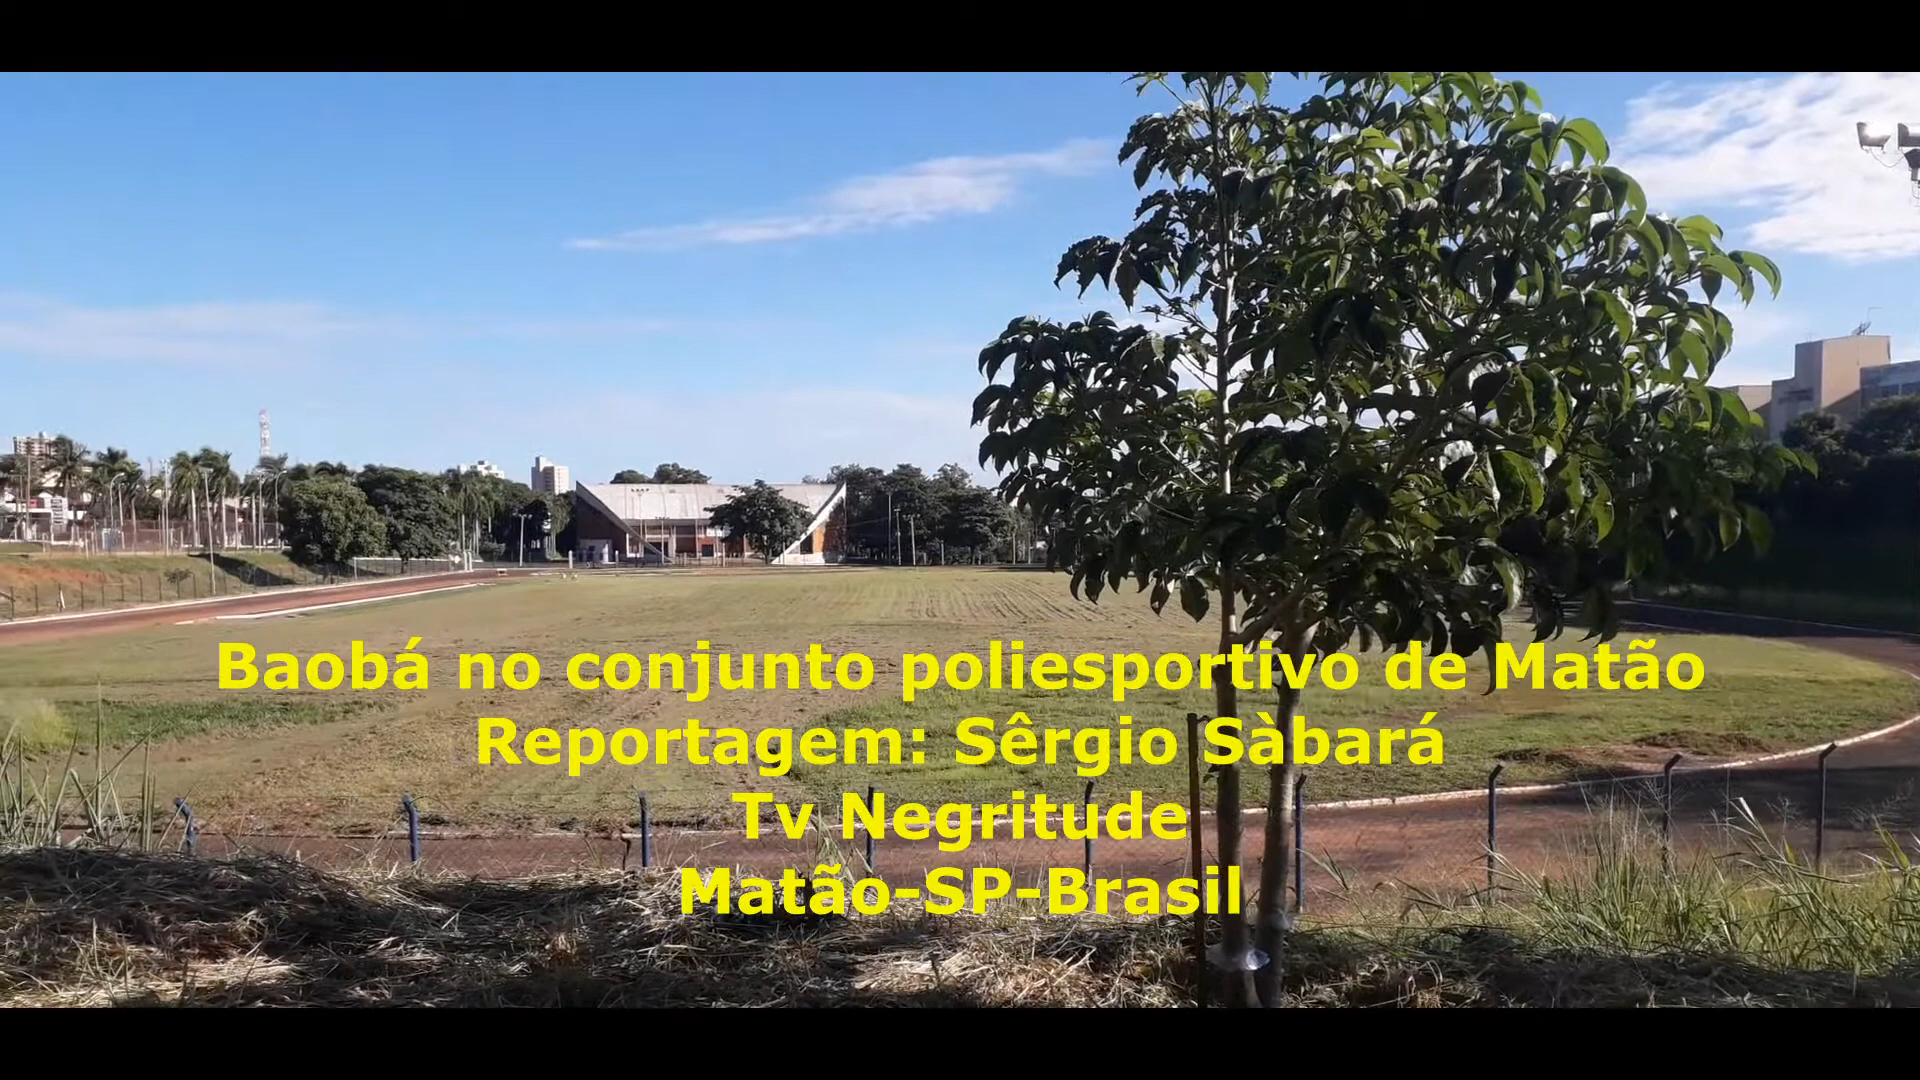 Baobá no conjunto poliesportivo de Matão
Reportagem: Sêrgio Sàbará
Tv Negritude
Matão-SP-Brasil